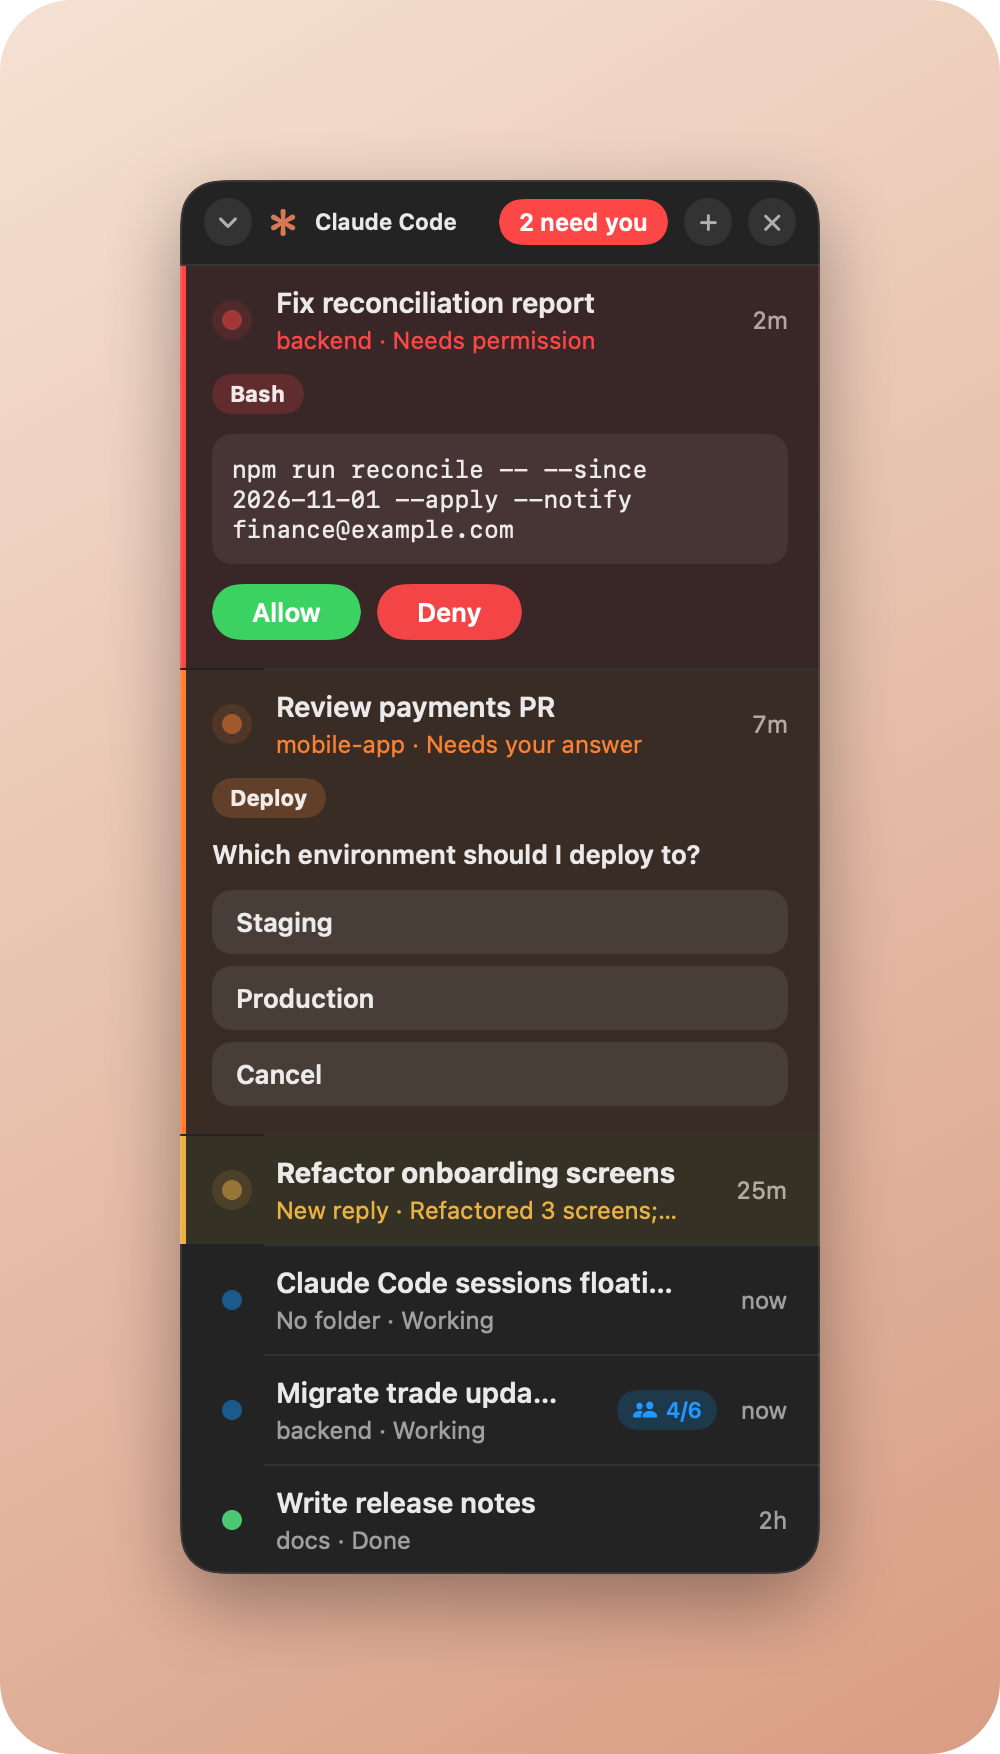 Claude Code
2 need you
Fix reconciliation report
2m
backend · Needs permission
Bash
npm run reconcile -- --since
2026-11-01 --apply --notify
finance@example.com
Allow
Deny
Review payments PR
7m
mobile-app · Needs your answer
Deploy
Which environment should I deploy to?
Staging
Production
Cancel
Refactor onboarding screens
25m
New reply · Refactored 3 screens;...
Claude Code sessions floati...
now
No folder · Working
Migrate trade upda...
4/6
now
backend · Working
Write release notes
2h
docs · Done